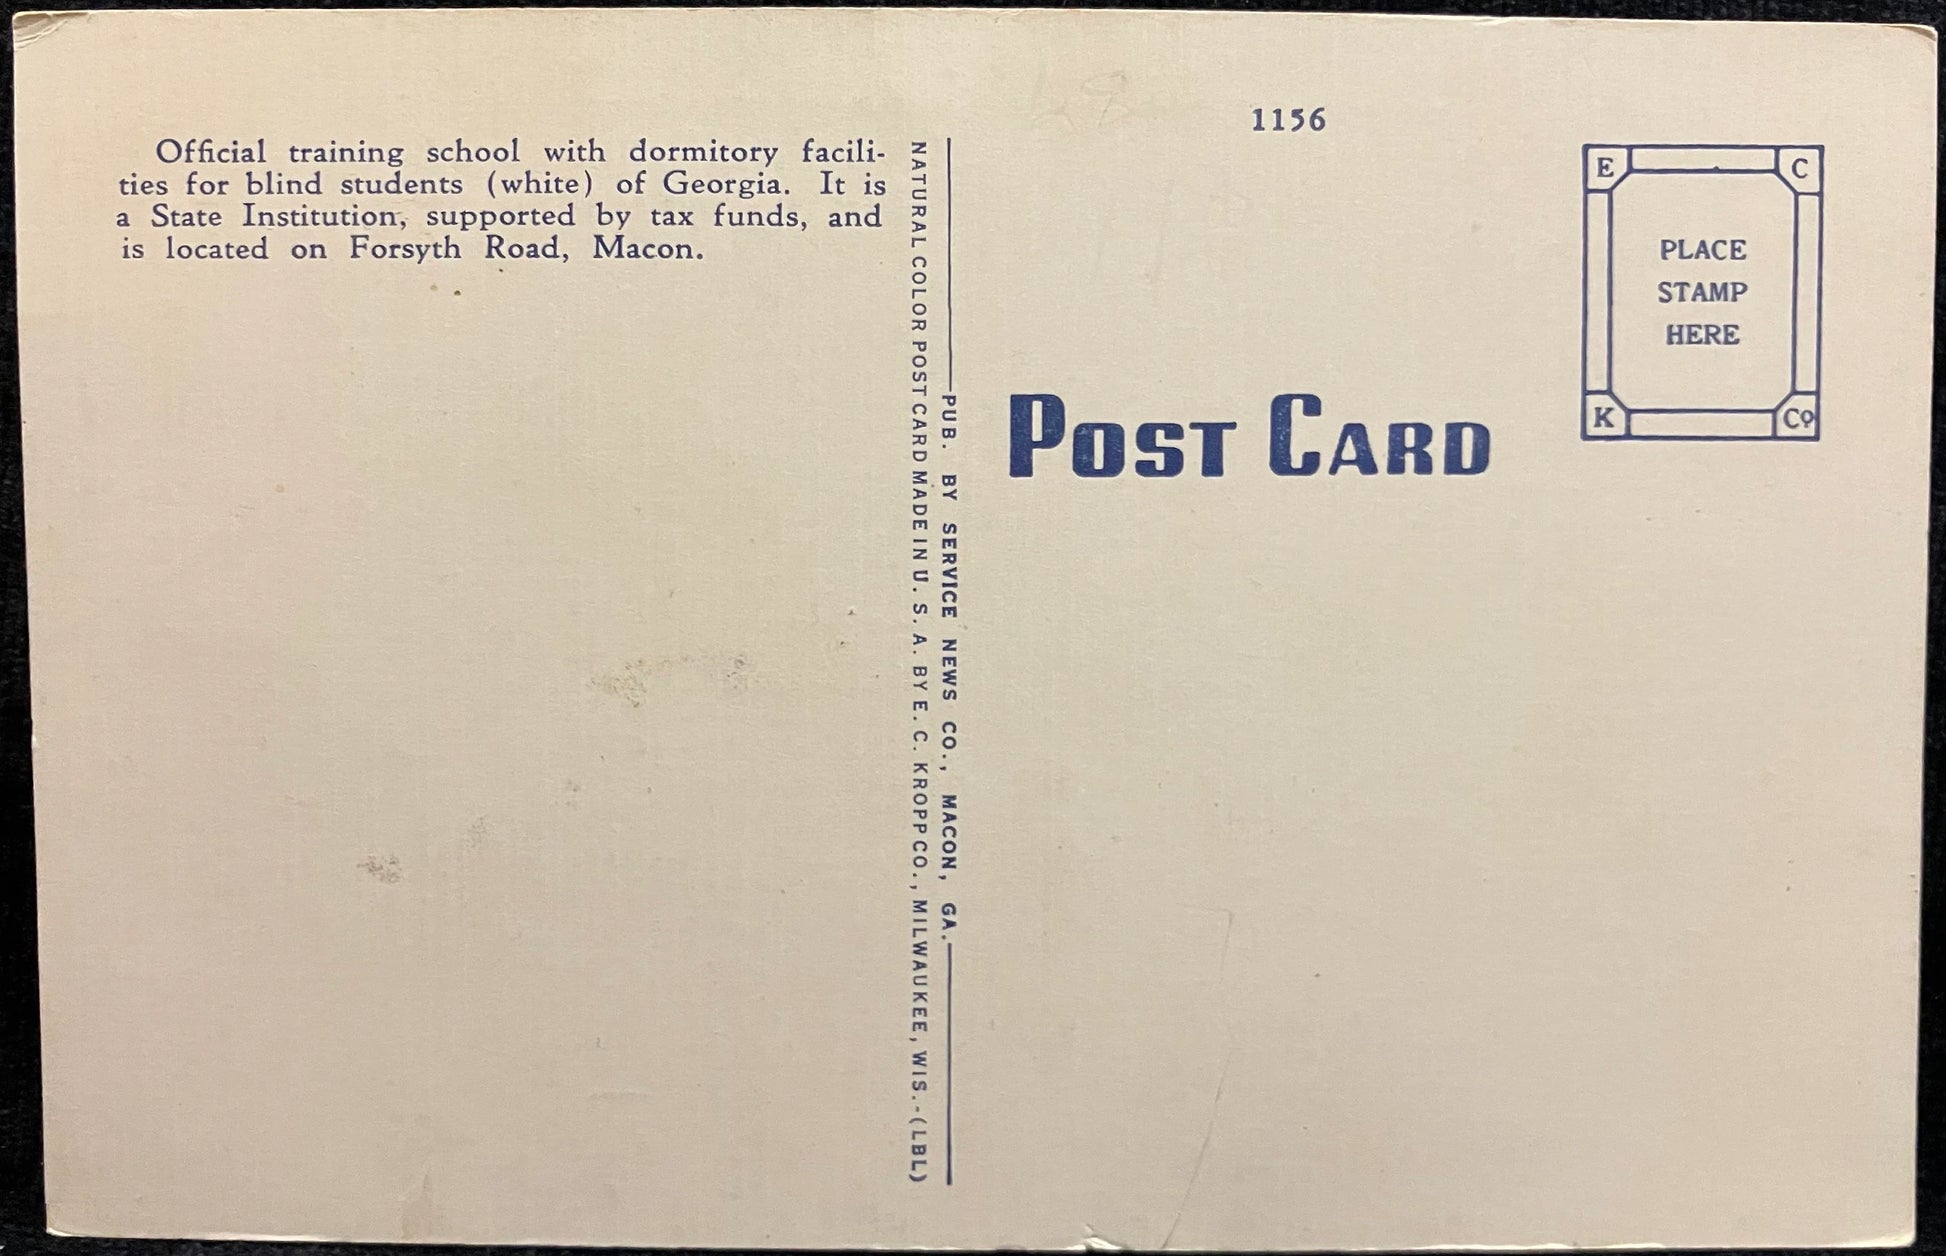 Official training school with dormitory facili-
ties for blind students (white) of Georgia. It is
a State Institution, supported by tax funds, and
is located on Forsyth Road, Macon.
NATURAL COLOR POST CARD MADE IN U. S. A. BY E. C. KROPP CO., MILWAUKEE, WIS.-(LBL)
PUB. BY SERVICE NEWS CO., MACON, GA.
1156
POST CARD
E C
PLACE
STAMP
HERE
K Co